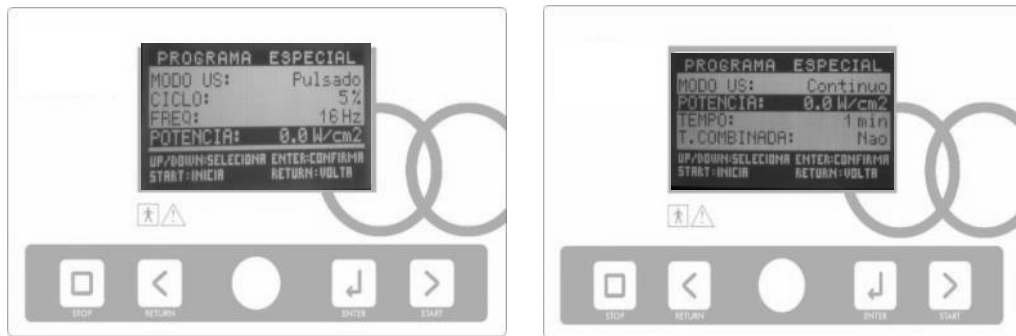 PROGRAMA ESPECIAL
MODO US: Pulsado
CICLO: 5%
FREQ: 16Hz
POTENCIA: 0.0 W/cm2
UP/DOWN:SELECIONA ENTER:CONFIRMA
START:INICIA RETURN:VOLTA
STOP RETURN ENTER START
PROGRAMA ESPECIAL
MODO US: Continuo
POTENCIA: 0.0 W/cm2
TEMPO: 1 min
T.COMBINADA: Nao
UP/DOWN:SELECIONA ENTER:CONFIRMA
START:INICIA RETURN:VOLTA
STOP RETURN ENTER START